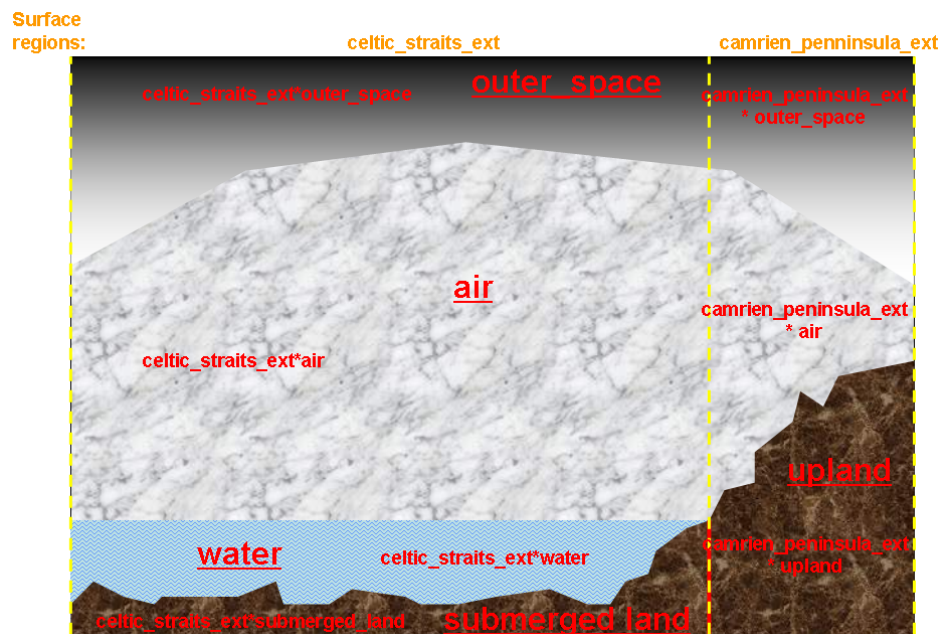 Surface
regions:
celtic_straits_ext
camrien_penninsula_ext
celtic_straits_ext*outer_space
outer_space
camrien_peninsula_ext
* outer_space
air
camrien_peninsula_ext
* air
celtic_straits_ext*air
upland
water
celtic_straits_ext*water
camrien_peninsula_ext
* upland
celtic_straits_ext*submerged_land
submerged land